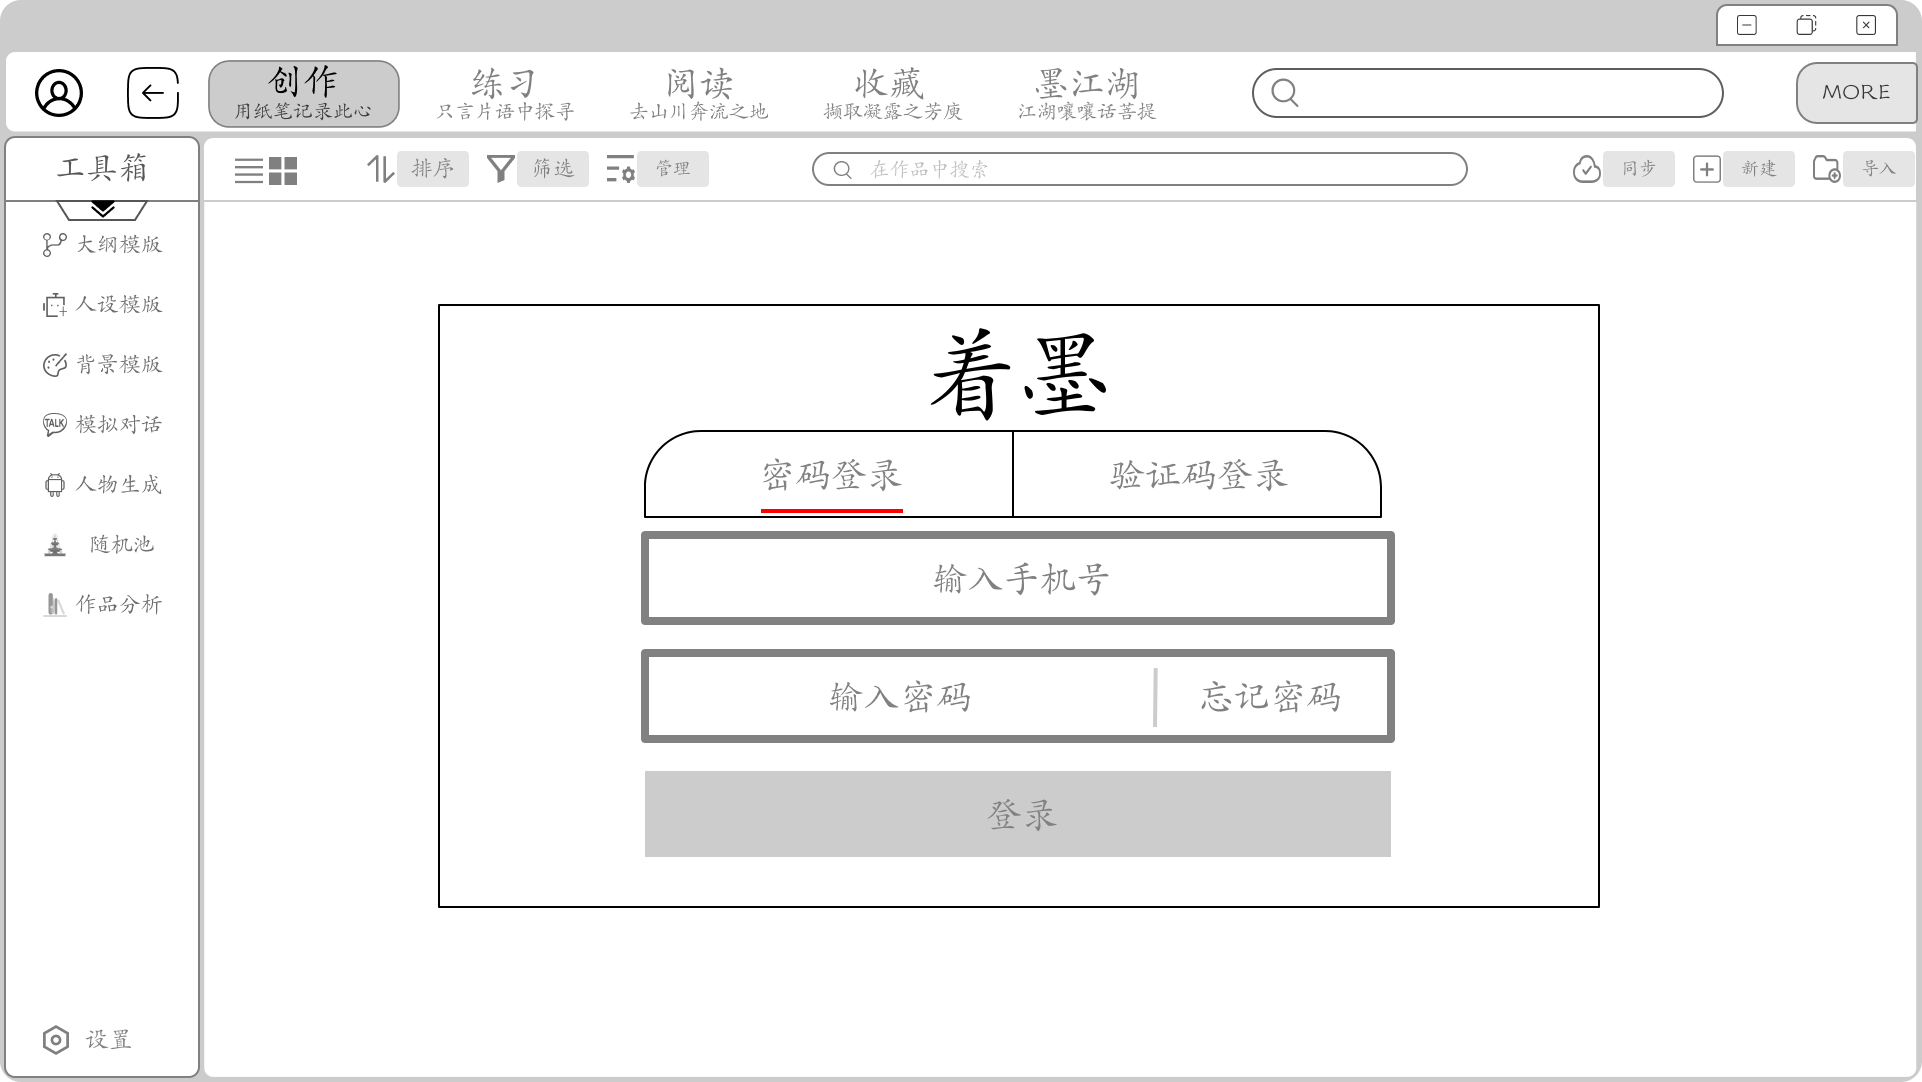 创作
用纸笔记录此心
练习
只言片语中探寻
阅读
去山川奔流之地
收藏
撷取凝露之芳庾
墨江湖
江湖嚷嚷话菩提
MORE
工具箱
排序
筛选
管理
在作品中搜索
同步
新建
导入
大纲模版
人设模版
背景模版
TALK
模拟对话
人物生成
随机池
作品分析
设置
着墨
密码登录
验证码登录
输入手机号
输入密码
忘记密码
登录